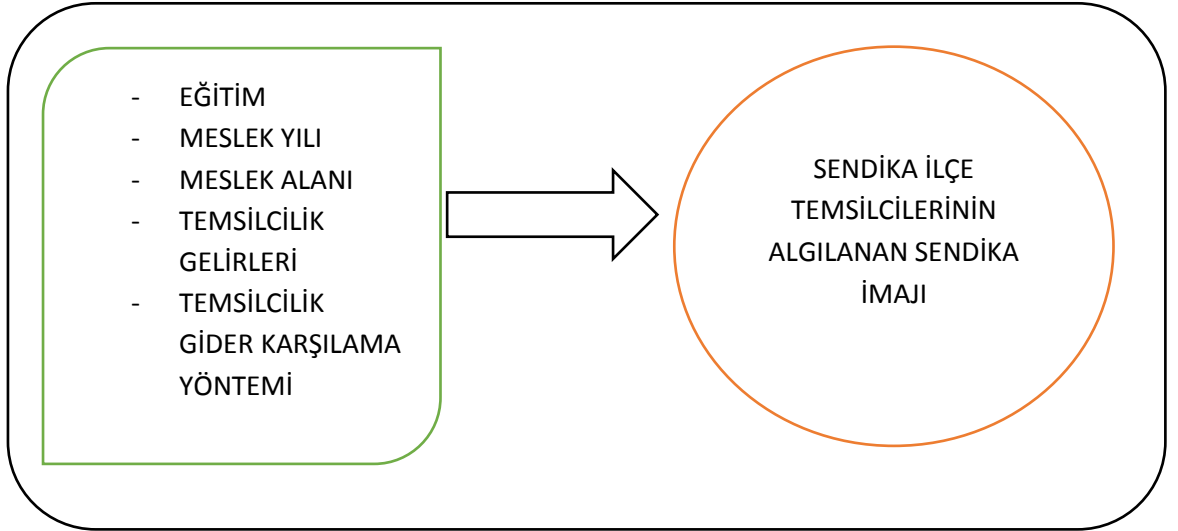 - EĞİTİM
- MESLEK YILI
- MESLEK ALANI
- TEMSİLCİLİK
GELİRLERİ
- TEMSİLCİLİK
GİDER KARŞILAMA
YÖNTEMİ
SENDİKA İLÇE
TEMSİLCİLERİNİN
ALGILANAN SENDİKA
İMAJI